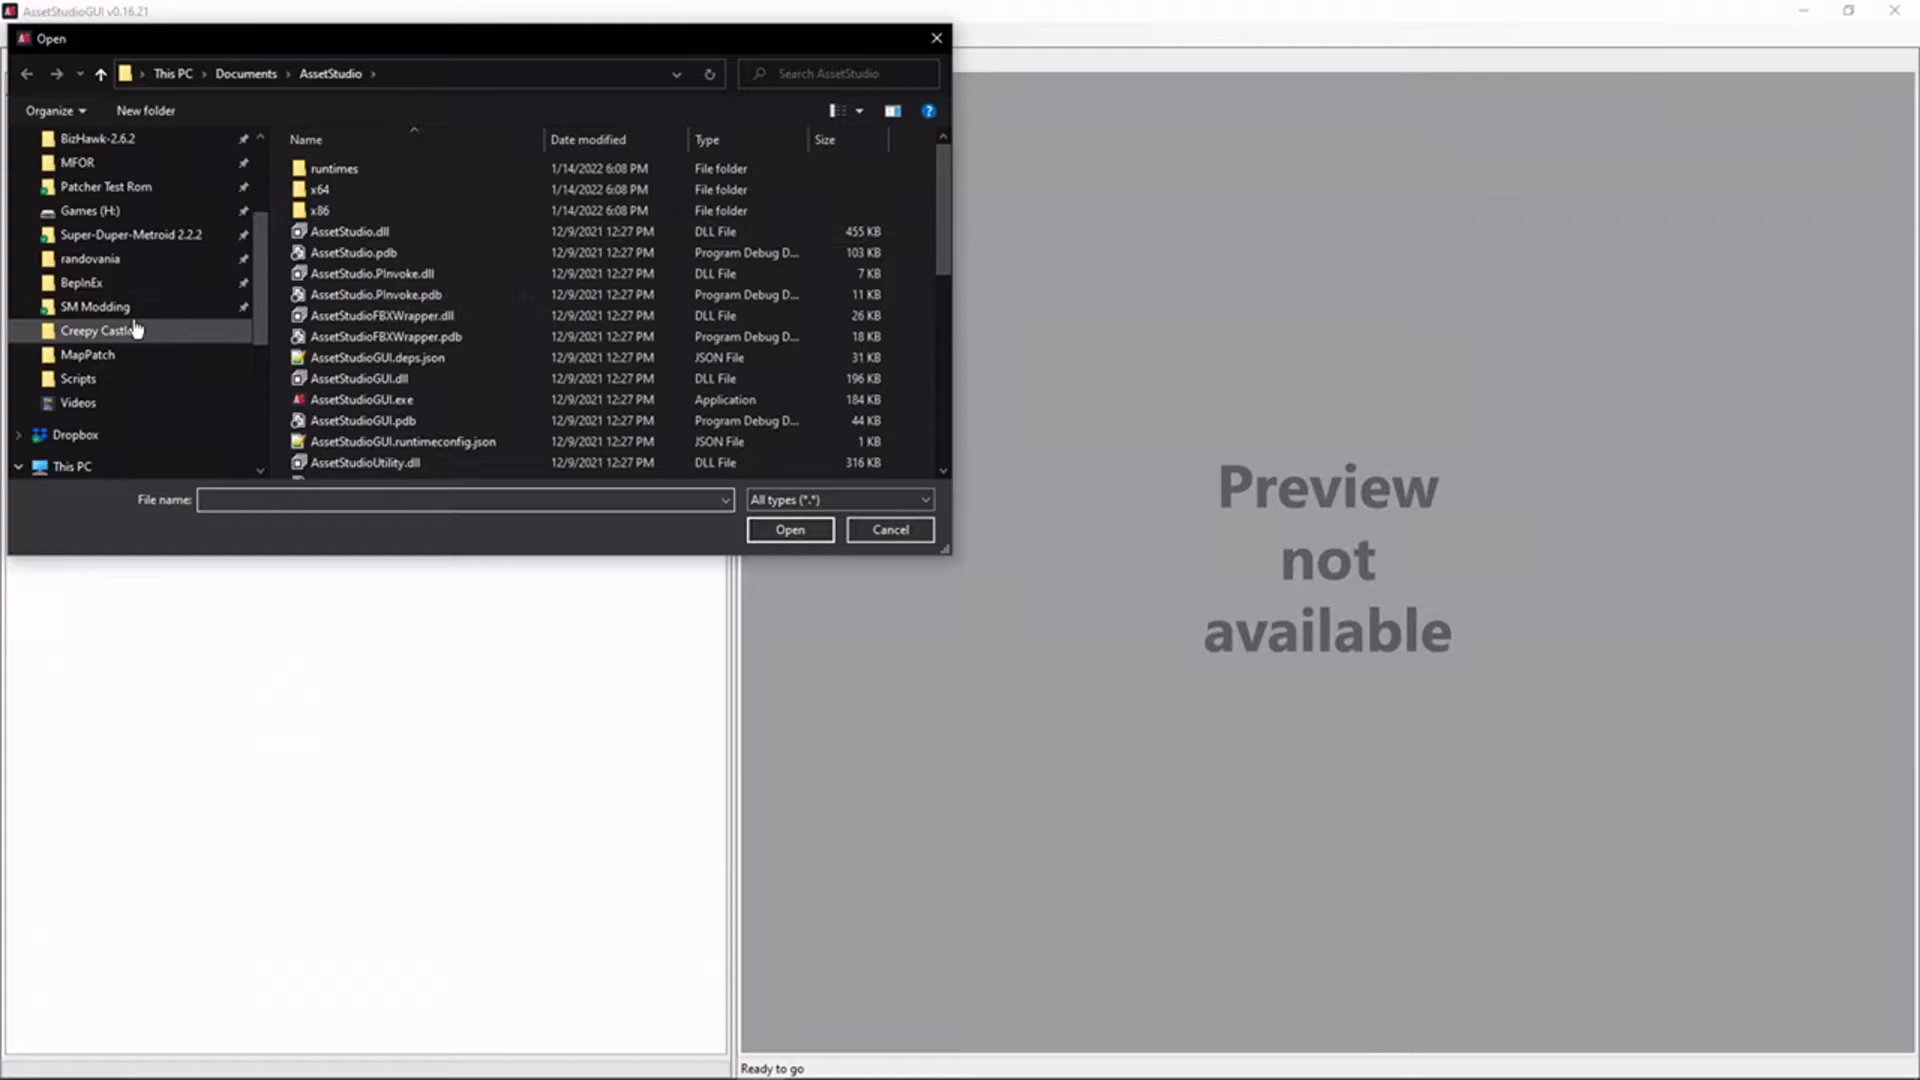 AssetStudioGUI v0.16.21
Open
This PC > Documents > AssetStudio >
Search AssetStudio
Organize
New folder
BizHawk-2.6.2
MFOR
Patcher Test Rom
Games (H:)
Super-Duper-Metroid 2.2.2
randovania
BepInEx
SM Modding
Creepy Castle
MapPatch
Scripts
Videos
Dropbox
This PC
Name Date modified Type Size
runtimes 1/14/2022 6:08 PM File folder
x64 1/14/2022 6:08 PM File folder
x86 1/14/2022 6:08 PM File folder
AssetStudio.dll 12/9/2021 12:27 PM DLL File 455 KB
AssetStudio.pdb 12/9/2021 12:27 PM Program Debug D... 103 KB
AssetStudio.PInvoke.dll 12/9/2021 12:27 PM DLL File 7 KB
AssetStudio.PInvoke.pdb 12/9/2021 12:27 PM Program Debug D... 11 KB
AssetStudioFBXWrapper.dll 12/9/2021 12:27 PM DLL File 26 KB
AssetStudioFBXWrapper.pdb 12/9/2021 12:27 PM Program Debug D... 18 KB
AssetStudioGUI.deps.json 12/9/2021 12:27 PM JSON File 31 KB
AssetStudioGUI.dll 12/9/2021 12:27 PM DLL File 196 KB
AssetStudioGUI.exe 12/9/2021 12:27 PM Application 184 KB
AssetStudioGUI.pdb 12/9/2021 12:27 PM Program Debug D... 44 KB
AssetStudioGUI.runtimeconfig.json 12/9/2021 12:27 PM JSON File 1 KB
AssetStudioUtility.dll 12/9/2021 12:27 PM DLL File 316 KB
File name:
All types (*.*)
Open
Cancel
Preview
not
available
Ready to go